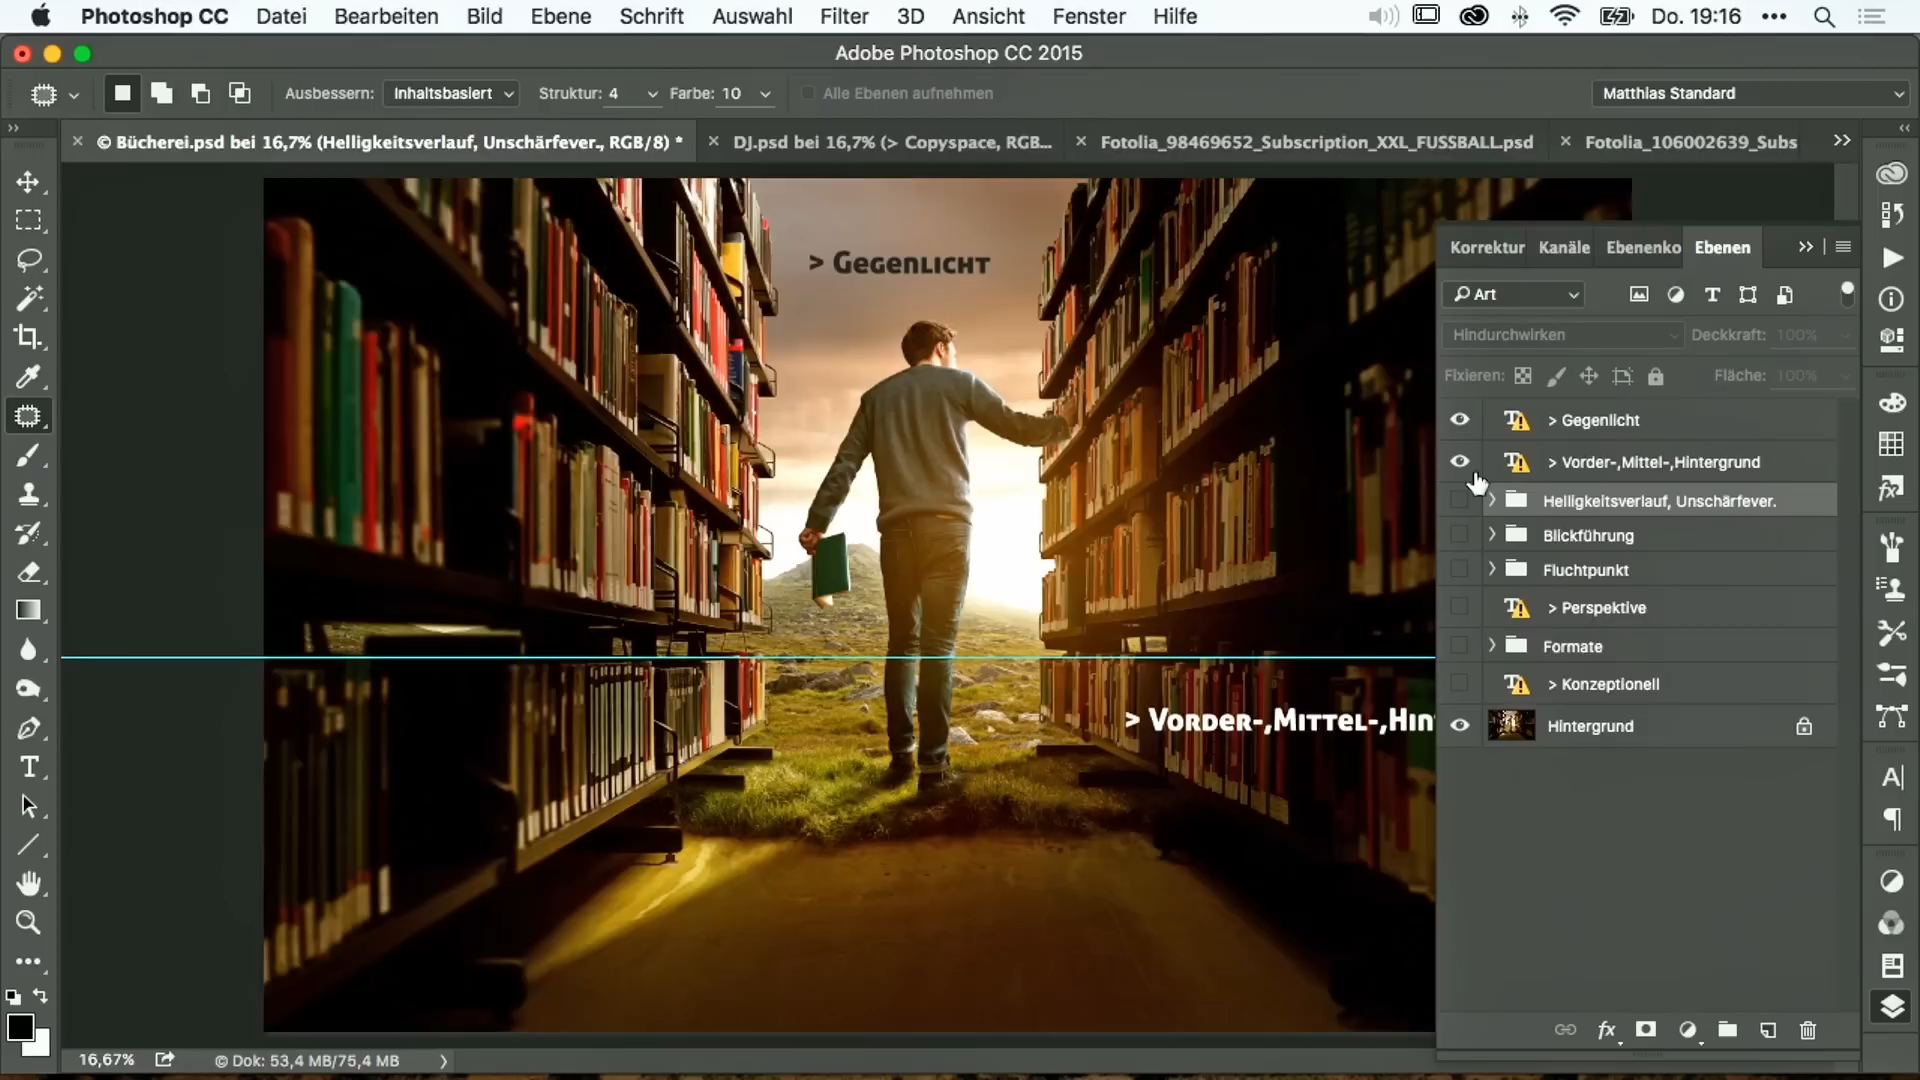 Photoshop CC Datei Bearbeiten Bild Ebene Schrift Auswahl Filter 3D Ansicht Fenster Hilfe Do. 19:16
Adobe Photoshop CC 2015
Ausbessern: Inhaltsbasiert Struktur: 4 Farbe: 10 Alle Ebenen aufnehmen Matthias Standard
© Bücherei.psd bei 16,7% (Helligkeitsverlauf, Unschärfever., RGB/8) * DJ.psd bei 16,7% (> Copyspace, RGB... Fotolia_98469652_Subscription_XXL_FUSSBALL.psd Fotolia_106002639_Subs
> Gegenlicht
Korrektur Kanäle Ebenenko Ebenen
Art
Hindurchwirken Deckkraft: 100%
Fixieren: Fläche: 100%
> Gegenlicht
> Vorder-,Mittel-,Hintergrund
Helligkeitsverlauf, Unschärfever.
Blickführung
Fluchtpunkt
> Perspektive
Formate
> Konzeptionell
Hintergrund
> Vorder-,Mittel-,Hin
16,67% © Dok: 53,4 MB/75,4 MB